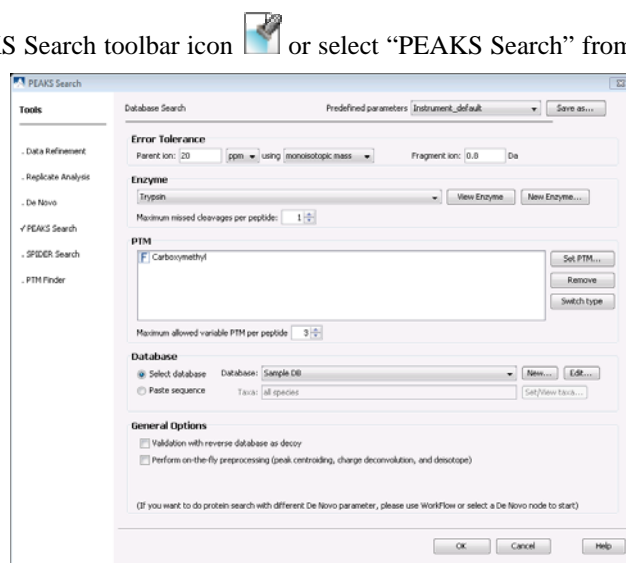 KS Search toolbar icon or select “PEAKS Search” from
PEAKS Search
Tools
Database Search Predefined parameters Instrument_default Save as...
Error Tolerance
. Data Refinement
Parent ion: 20 ppm using monoisotopic mass Fragment ion: 0.8 Da
. Replicate Analysis
Enzyme
. De Novo
Trypsin View Enzyme New Enzyme...
Maximum missed cleavages per peptide: 1
✓ PEAKS Search
PTM
. SPIDER Search
F Carboxymethyl Set PTM...
. PTM Finder
Remove
Switch type
Maximum allowed variable PTM per peptide 3
Database
Select database Database: Sample DB New... Edit...
Paste sequence Taxa: all species Set/View taxa...
General Options
Validation with reverse database as decoy
Perform on-the-fly preprocessing (peak centroiding, charge deconvolution, and deisotope)
(If you want to do protein search with different De Novo parameter, please use WorkFlow or select a De Novo node to start)
OK Cancel Help